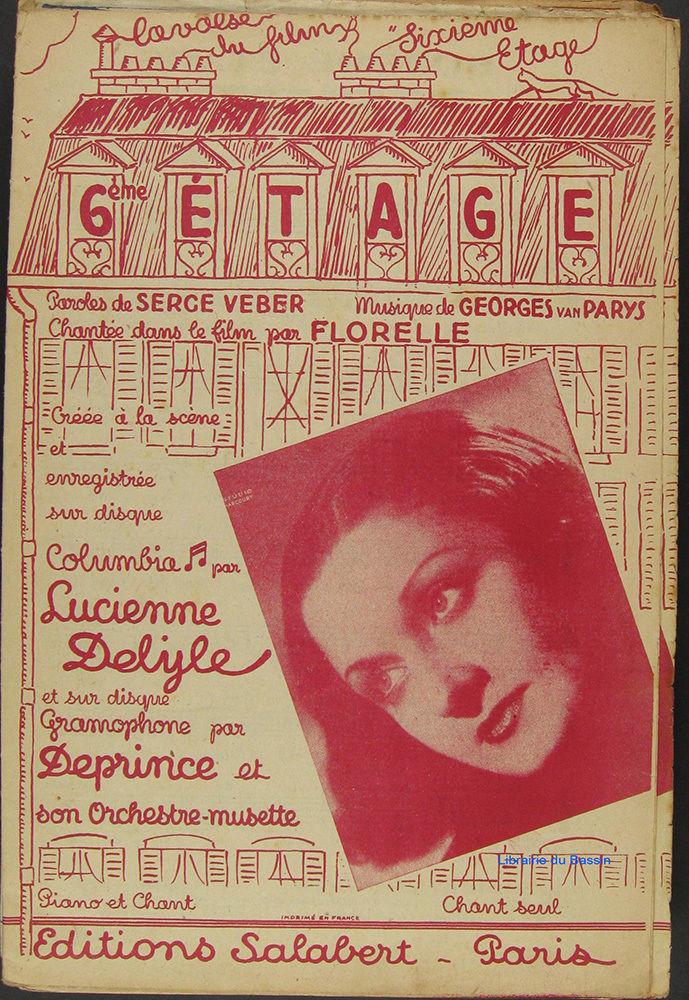 la valse du film "Sixième Etage"
6ème ÉTAGE
Paroles de SERGE VEBER
Musique de GEORGES VAN PARYS
Chantée dans le film par FLORELLE
Créée à la scène
et
enregistrée
sur disque
Columbia par
Lucienne
Delyle
et sur disque
Gramophone par
Deprince et
son Orchestre-musette
STUDIO
HARCOURT
Librairie du Bassin
Piano et Chant
Chant seul
IMPRIMÉ EN FRANCE
Editions Salabert - Paris